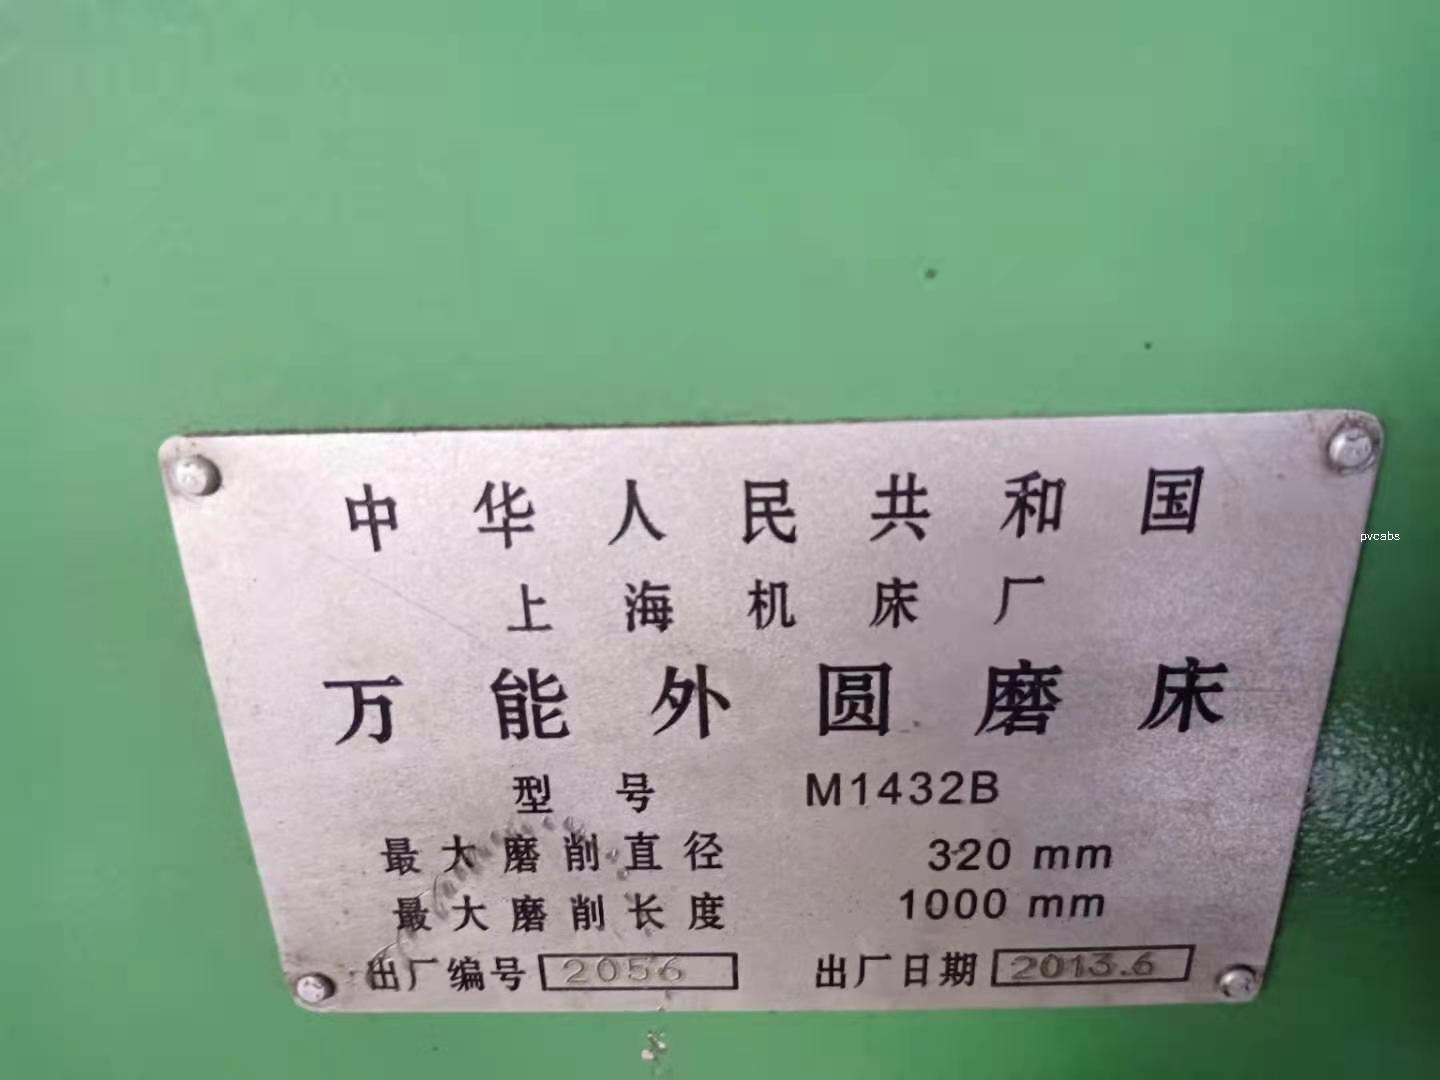 中华人民共和国
上海机床厂
万能外圆磨床
型号 M1432B
最大磨削直径 320 mm
最大磨削长度 1000 mm
出厂编号 2056 出厂日期 2013.6
pvcabs